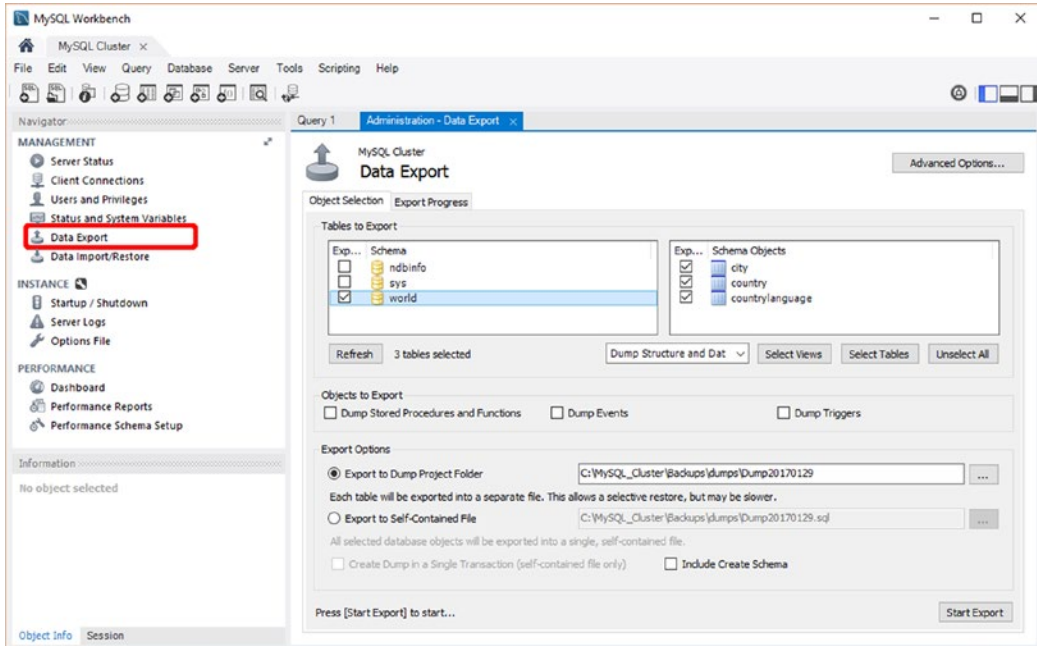 MySQL Workbench
MySQL Cluster ×
File Edit View Query Database Server Tools Scripting Help
Navigator
MANAGEMENT
Server Status
Client Connections
Users and Privileges
Status and System Variables
Data Export
Data Import/Restore
INSTANCE
Startup / Shutdown
Server Logs
Options File
PERFORMANCE
Dashboard
Performance Reports
Performance Schema Setup
Information
No object selected
Object Info Session
Query 1 Administration - Data Export ×
MySQL Cluster
Data Export
Advanced Options...
Object Selection Export Progress
Tables to Export
Exp... Schema
ndbinfo
sys
world
Exp... Schema Objects
city
country
countrylanguage
Refresh 3 tables selected Dump Structure and Dat Select Views Select Tables Unselect All
Objects to Export
Dump Stored Procedures and Functions Dump Events Dump Triggers
Export Options
Export to Dump Project Folder C:\MySQL_Cluster\Backups\dumps\Dump20170129 ...
Each table will be exported into a separate file. This allows a selective restore, but may be slower.
Export to Self-Contained File C:\MySQL_Cluster\Backups\dumps\Dump20170129.sql ...
All selected database objects will be exported into a single, self-contained file.
Create Dump in a Single Transaction (self-contained file only) Include Create Schema
Press [Start Export] to start... Start Export